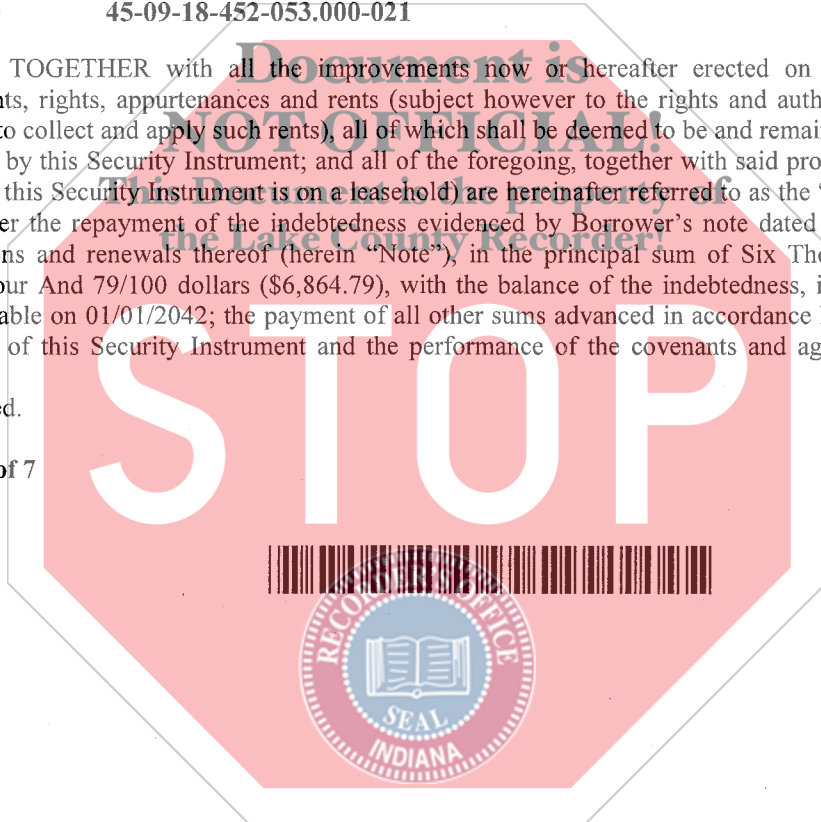 45-09-18-452-053.000-021
Document is
TOGETHER with all the improvements now or hereafter erected on
nts, rights, appurtenances and rents (subject however to the rights and auth
NOT OFFICIAL!
to collect and apply such rents), all of which shall be deemed to be and remai
by this Security Instrument; and all of the foregoing, together with said pro
This Document is the property of
this Security Instrument is on a leasehold) are hereinafter referred to as the “
er the repayment of the indebtedness evidenced by Borrower’s note dated
the Lake County Recorder!
ns and renewals thereof (herein “Note”), in the principal sum of Six Tho
our And 79/100 dollars ($6,864.79), with the balance of the indebtedness, i
able on 01/01/2042; the payment of all other sums advanced in accordance
of this Security Instrument and the performance of the covenants and ag
STOP
ed.
of 7
RECORDER'S OFFICE
SEAL
INDIANA